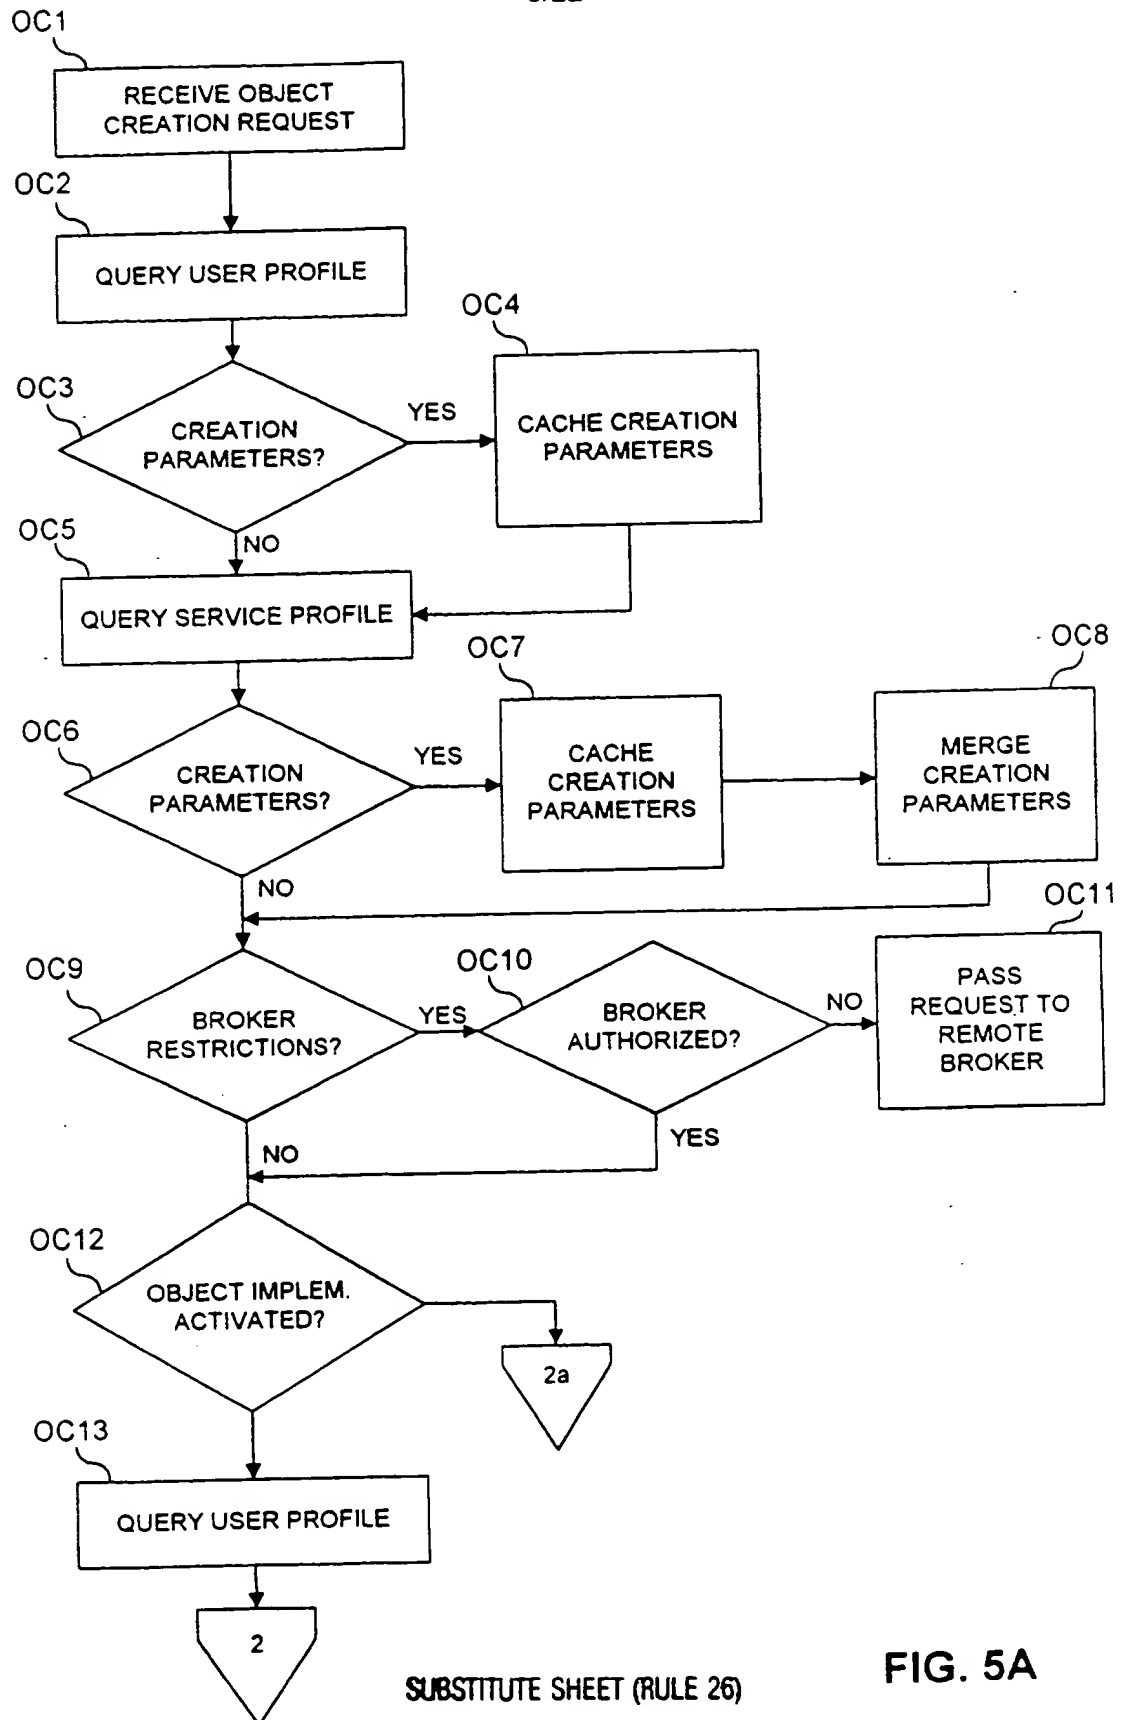 OC1
RECEIVE OBJECT
CREATION REQUEST
OC2
QUERY USER PROFILE
OC3
CREATION
PARAMETERS?
YES
OC4
CACHE CREATION
PARAMETERS
NO
OC5
QUERY SERVICE PROFILE
OC6
CREATION
PARAMETERS?
YES
OC7
CACHE
CREATION
PARAMETERS
OC8
MERGE
CREATION
PARAMETERS
NO
OC9
BROKER
RESTRICTIONS?
YES
OC10
BROKER
AUTHORIZED?
NO
OC11
PASS
REQUEST TO
REMOTE
BROKER
YES
NO
OC12
OBJECT IMPLEM.
ACTIVATED?
2a
OC13
QUERY USER PROFILE
2
SUBSTITUTE SHEET (RULE 26)
FIG. 5A